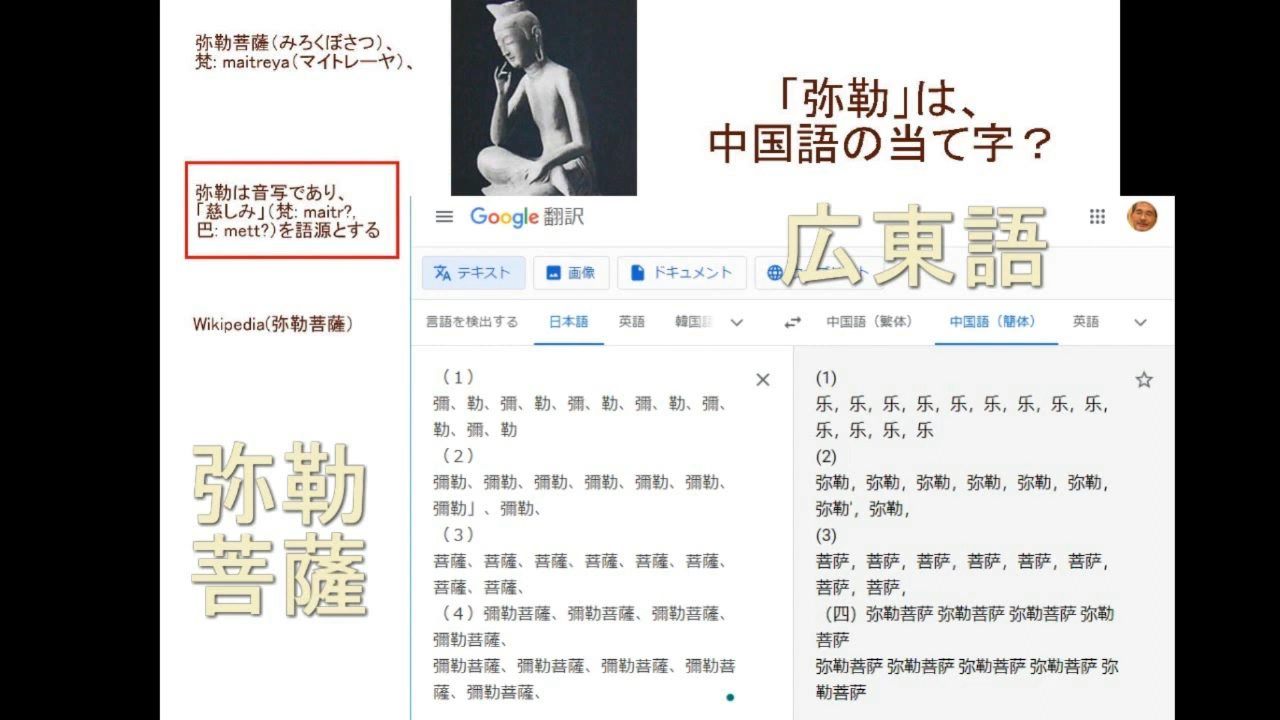 弥勒菩薩（みろくぼさつ）、
梵: maitreya（マイトレーヤ）、
「弥勒」は、
中国語の当て字？
弥勒は音写であり、
「慈しみ」（梵: maitr?,
巴: mett?）を語源とする
Wikipedia(弥勒菩薩)
弥勒
菩薩
Google 翻訳
広東語
テキスト
画像
ドキュメント
言語を検出する
日本語
英語
韓国語
中国語（繁体）
中国語（簡体）
英語
（１）
彌、勒、彌、勒、彌、勒、彌、勒、彌、
勒、彌、勒
（２）
彌勒、彌勒、彌勒、彌勒、彌勒、彌勒、
彌勒」、彌勒、
（３）
菩薩、菩薩、菩薩、菩薩、菩薩、菩薩、
菩薩、菩薩、
（４）彌勒菩薩、彌勒菩薩、彌勒菩薩、
彌勒菩薩、
彌勒菩薩、彌勒菩薩、彌勒菩薩、彌勒菩
薩、彌勒菩薩、
(1)
乐，乐，乐，乐，乐，乐，乐，乐，乐，
乐，乐，乐，乐
(2)
弥勒，弥勒，弥勒，弥勒，弥勒，弥勒，
弥勒'，弥勒，
(3)
菩萨，菩萨，菩萨，菩萨，菩萨，菩萨，
菩萨，菩萨，
（四）弥勒菩萨 弥勒菩萨 弥勒菩萨 弥勒
菩萨
弥勒菩萨 弥勒菩萨 弥勒菩萨 弥勒菩萨 弥
勒菩萨